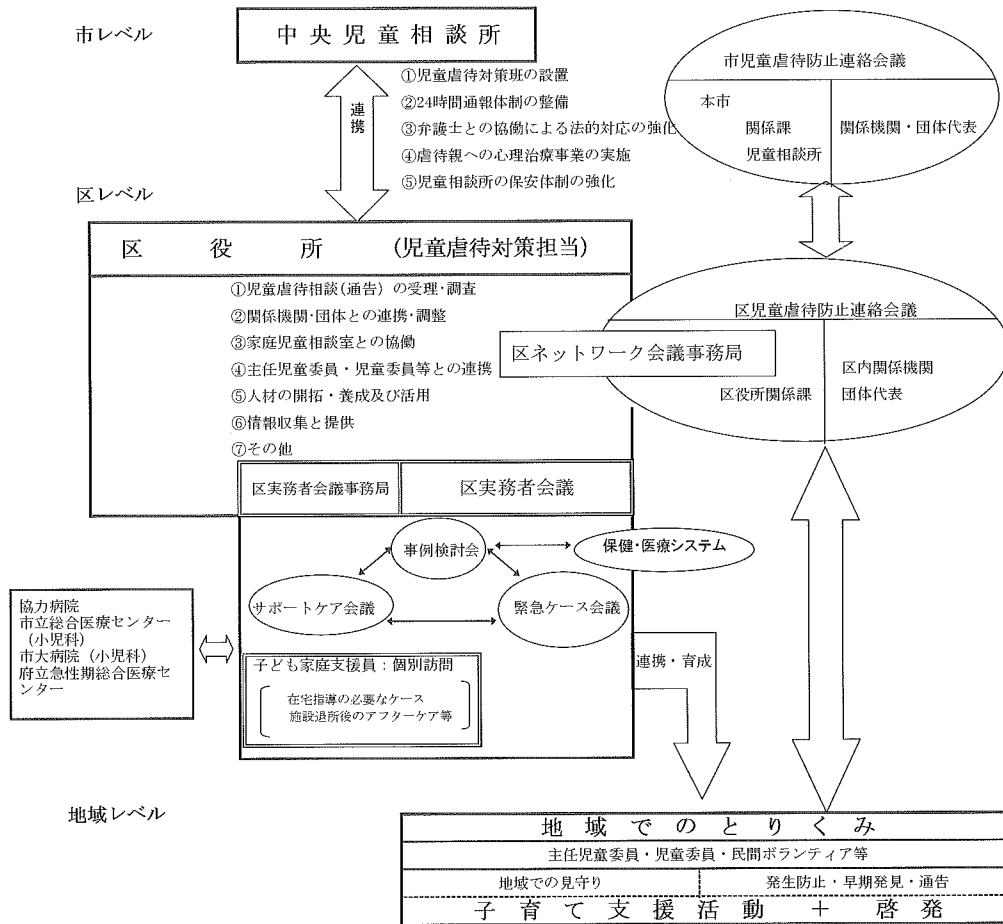 市レベル
中央児童相談所
連携
①児童虐待対策班の設置
②24時間通報体制の整備
③弁護士との協働による法的対応の強化
④虐待親への心理治療事業の実施
⑤児童相談所の保安体制の強化
市児童虐待防止連絡会議
本市
関係課
児童相談所
関係機関・団体代表
区レベル
区役所 (児童虐待対策担当)
①児童虐待相談(通告)の受理・調査
②関係機関・団体との連携・調整
③家庭児童相談室との協働
④主任児童委員・児童委員等との連携
⑤人材の開拓・養成及び活用
⑥情報収集と提供
⑦その他
区児童虐待防止連絡会議
区ネットワーク会議事務局
区役所関係課
区内関係機関
団体代表
区実務者会議事務局
区実務者会議
事例検討会
保健・医療システム
サポートケア会議
緊急ケース会議
協力病院
市立総合医療センター
(小児科)
市大病院(小児科)
府立急性期総合医療セ
ンター
子ども家庭支援員：個別訪問
在宅指導の必要なケース
施設退所後のアフターケア等
連携・育成
地域レベル
地域でのとりくみ
主任児童委員・児童委員・民間ボランティア等
地域での見守り
発生防止・早期発見・通告
子育て支援活動 ＋ 啓発